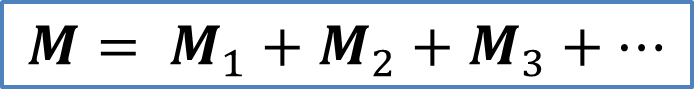 𝑴 = 𝑴₁ + 𝑴₂ + 𝑴₃ + ⋯